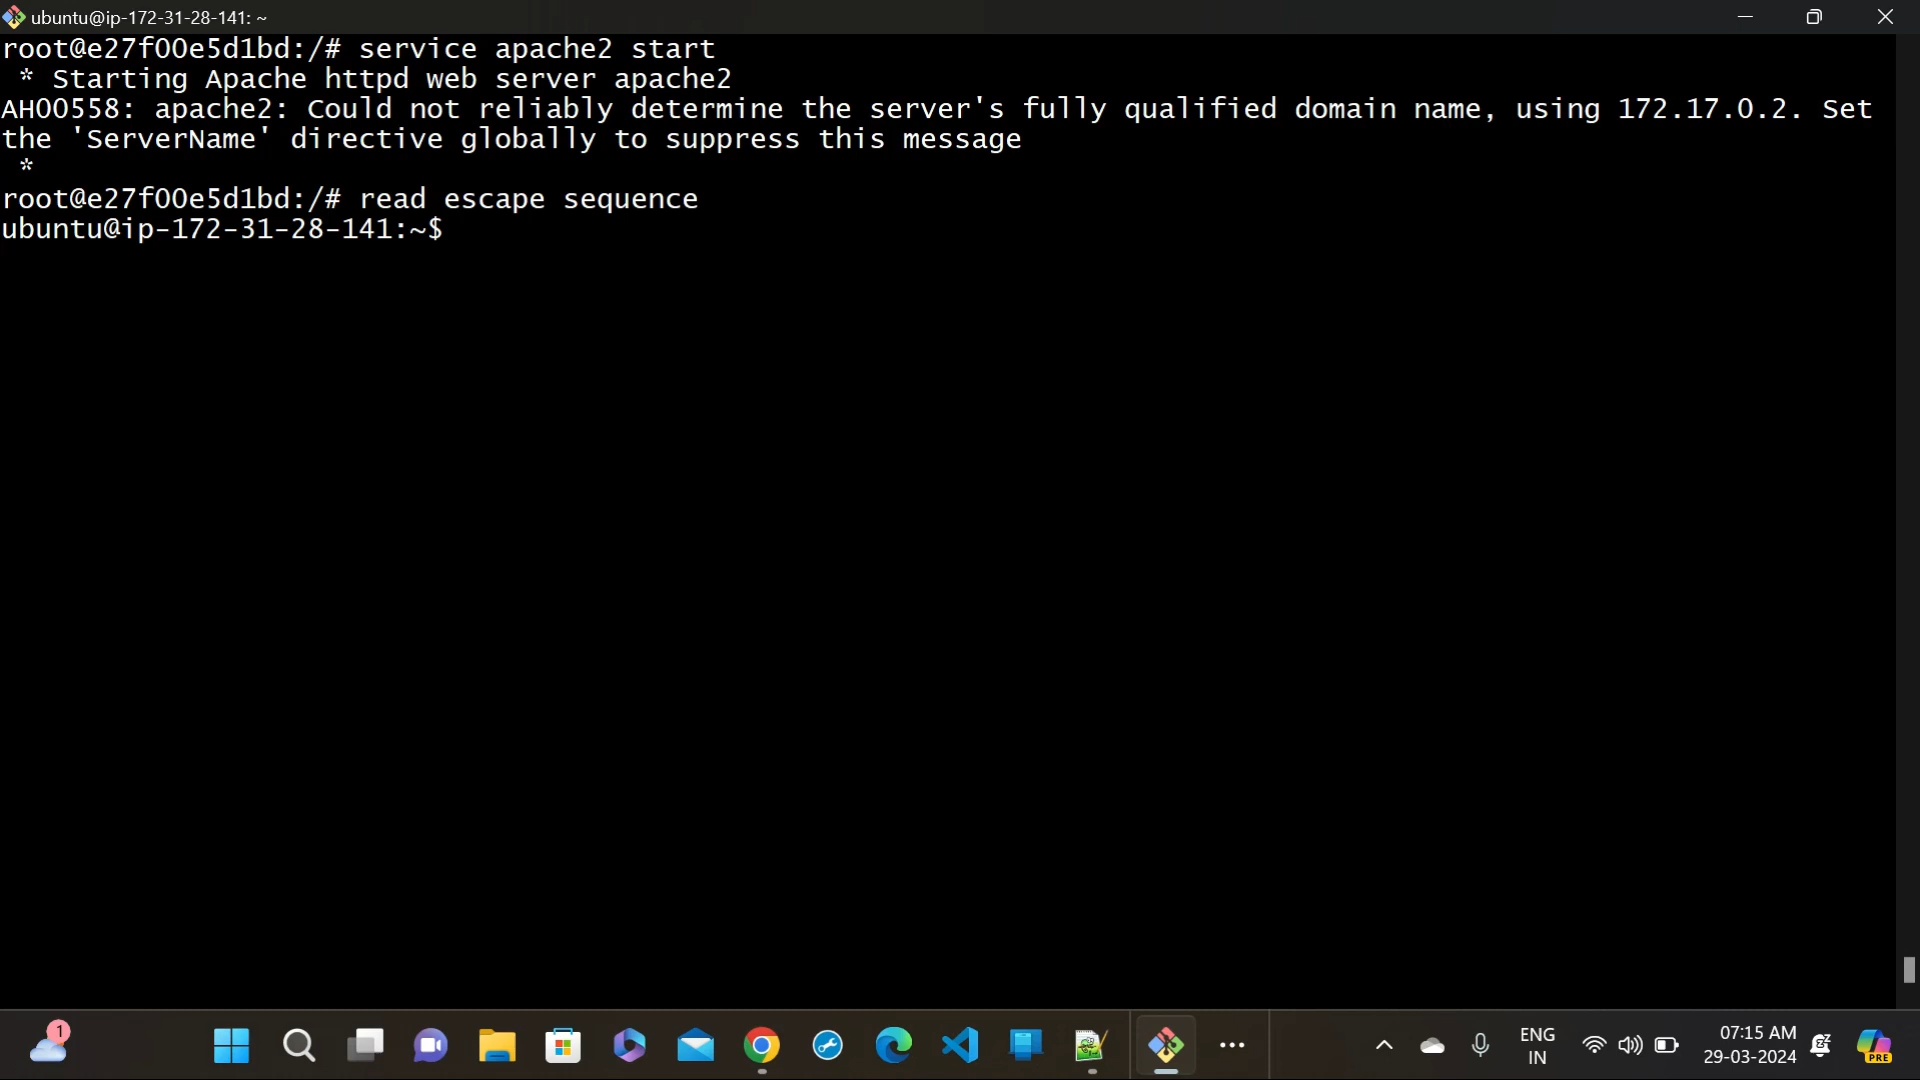 ubuntu@ip-172-31-28-141: ~
root@e27f00e5d1bd:/# service apache2 start
 * Starting Apache httpd web server apache2
AH00558: apache2: Could not reliably determine the server's fully qualified domain name, using 172.17.0.2. Set
the 'ServerName' directive globally to suppress this message
 *
root@e27f00e5d1bd:/# read escape sequence
ubuntu@ip-172-31-28-141:~$
1
ENG
IN
07:15 AM
29-03-2024
PRE